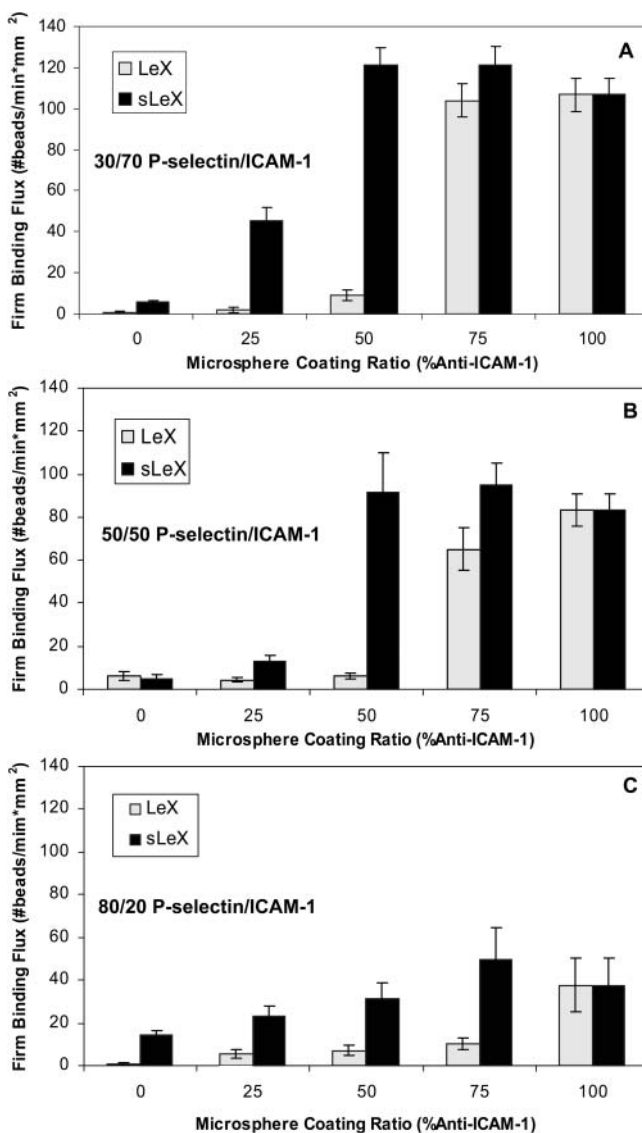 A
LeX
sLeX
30/70 P-selectin/ICAM-1
Firm Binding Flux (#beads/min*mm²)
140
120
100
80
60
40
20
0
0 25 50 75 100
Microsphere Coating Ratio (%Anti-ICAM-1)
B
LeX
sLeX
50/50 P-selectin/ICAM-1
Firm Binding Flux (#beads/min*mm²)
140
120
100
80
60
40
20
0
0 25 50 75 100
Microsphere Coating Ratio (%Anti-ICAM-1)
C
LeX
sLeX
80/20 P-selectin/ICAM-1
Firm Binding Flux (#beads/mim*mm²)
140
120
100
80
60
40
20
0
0 25 50 75 100
Microsphere Coating Ratio (%Anti-ICAM-1)